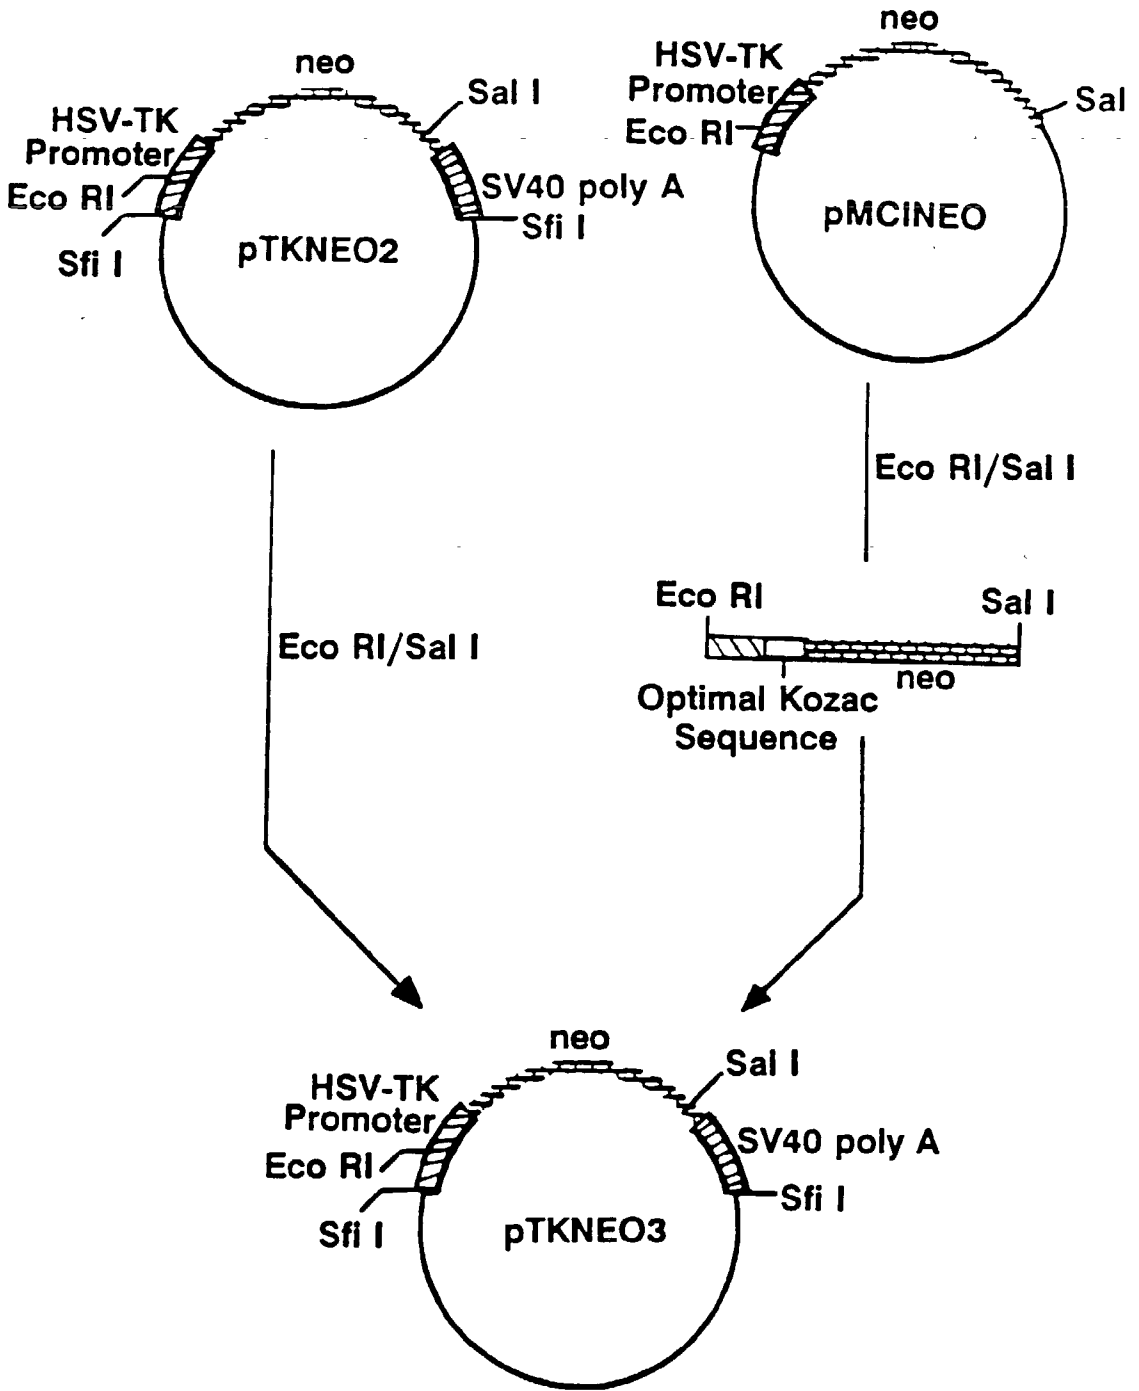 neo
HSV-TK
Promoter
Eco RI
Sfi I
Sal I
SV40 poly A
Sfi I
pTKNEO2
neo
HSV-TK
Promoter
Eco RI
Sal
pMCINEO
Eco RI/Sal I
Eco RI
Sal I
neo
Optimal Kozac
Sequence
Eco RI/Sal I
neo
HSV-TK
Promoter
Eco RI
Sfi I
Sal I
SV40 poly A
Sfi I
pTKNEO3